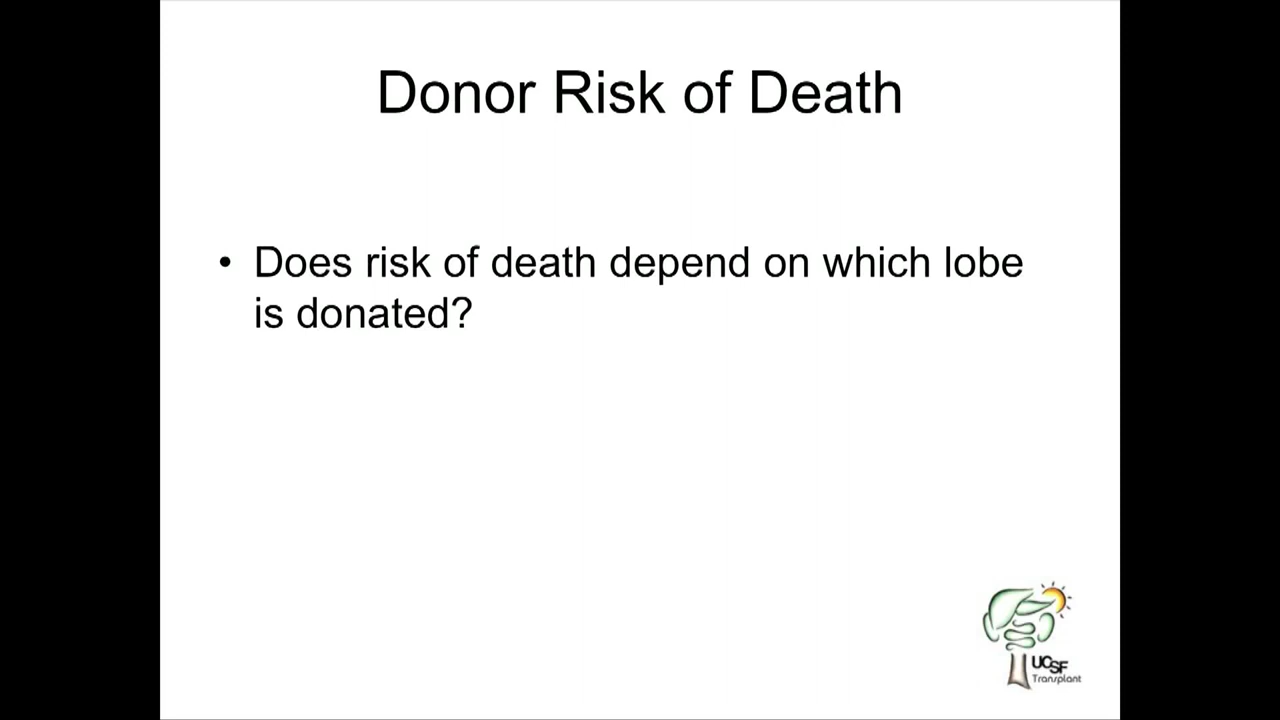 Donor Risk of Death
• Does risk of death depend on which lobe
is donated?
UCSF
Transplant